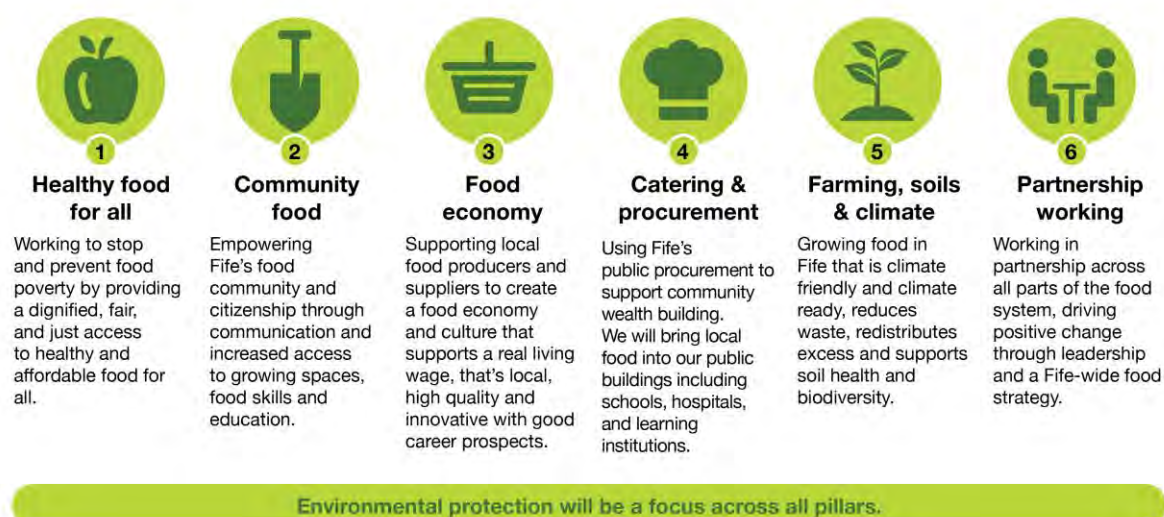 1
Healthy food
for all
Working to stop
and prevent food
poverty by providing
a dignified, fair,
and just access
to healthy and
affordable food for
all.
2
Community
food
Empowering
Fife's food
community and
citizenship through
communication and
increased access
to growing spaces,
food skills and
education.
3
Food
economy
Supporting local
food producers and
suppliers to create
a food economy
and culture that
supports a real living
wage, that's local,
high quality and
innovative with good
career prospects.
4
Catering &
procurement
Using Fife's
public procurement to
support community
wealth building.
We will bring local
food into our public
buildings including
schools, hospitals,
and learning
institutions.
5
Farming, soils
& climate
Growing food in
Fife that is climate
friendly and climate
ready, reduces
waste, redistributes
excess and supports
soil health and
biodiversity.
6
Partnership
working
Working in
partnership across
all parts of the food
system, driving
positive change
through leadership
and a Fife-wide food
strategy.
Environmental protection will be a focus across all pillars.